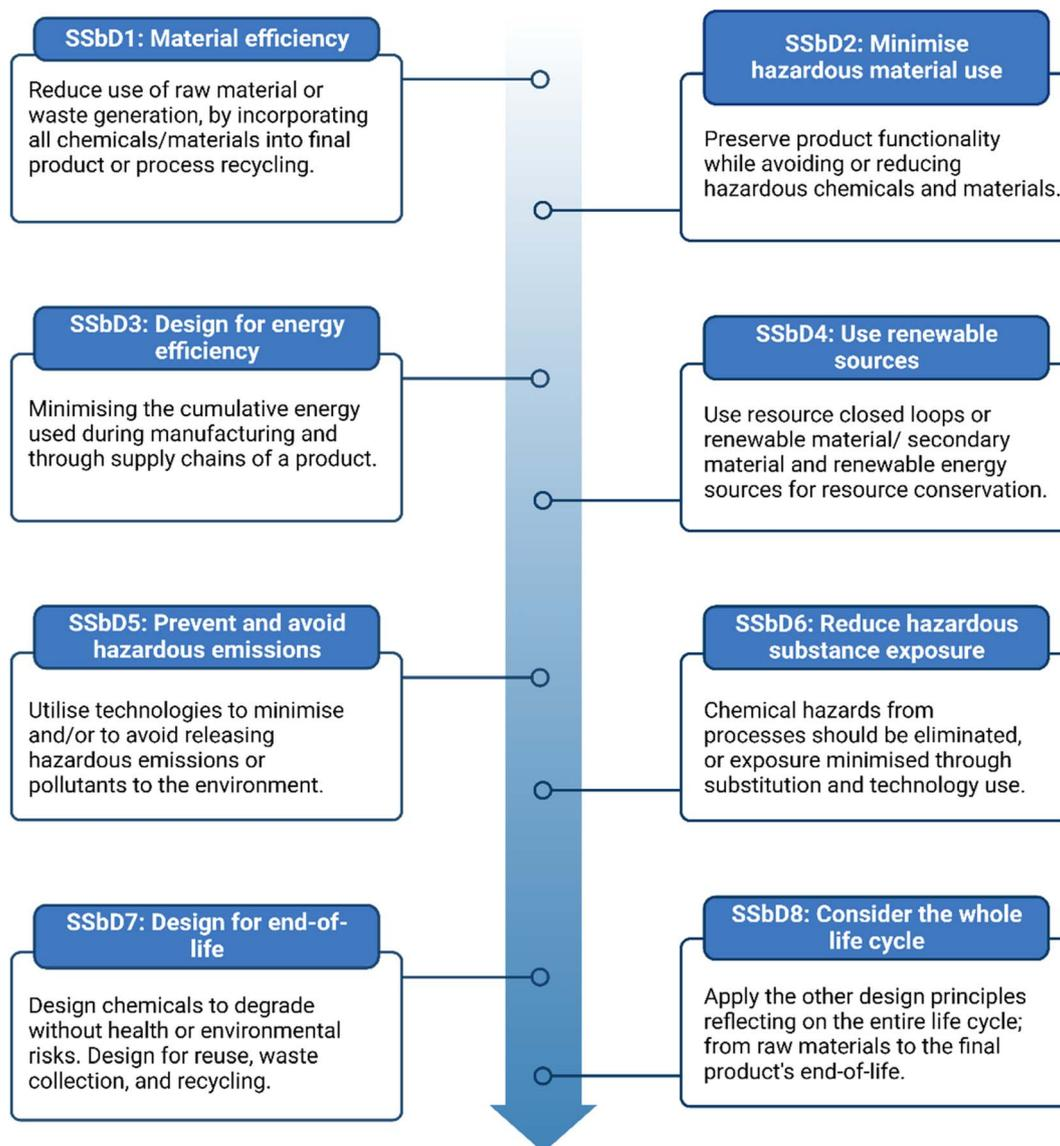 SSbD1: Material efficiency
Reduce use of raw material or
waste generation, by incorporating
all chemicals/materials into final
product or process recycling.
SSbD2: Minimise
hazardous material use
Preserve product functionality
while avoiding or reducing
hazardous chemicals and materials.
SSbD3: Design for energy
efficiency
Minimising the cumulative energy
used during manufacturing and
through supply chains of a product.
SSbD4: Use renewable
sources
Use resource closed loops or
renewable material/ secondary
material and renewable energy
sources for resource conservation.
SSbD5: Prevent and avoid
hazardous emissions
Utilise technologies to minimise
and/or to avoid releasing
hazardous emissions or
pollutants to the environment.
SSbD6: Reduce hazardous
substance exposure
Chemical hazards from
processes should be eliminated,
or exposure minimised through
substitution and technology use.
SSbD7: Design for end-of-
life
Design chemicals to degrade
without health or environmental
risks. Design for reuse, waste
collection, and recycling.
SSbD8: Consider the whole
life cycle
Apply the other design principles
reflecting on the entire life cycle;
from raw materials to the final
product's end-of-life.